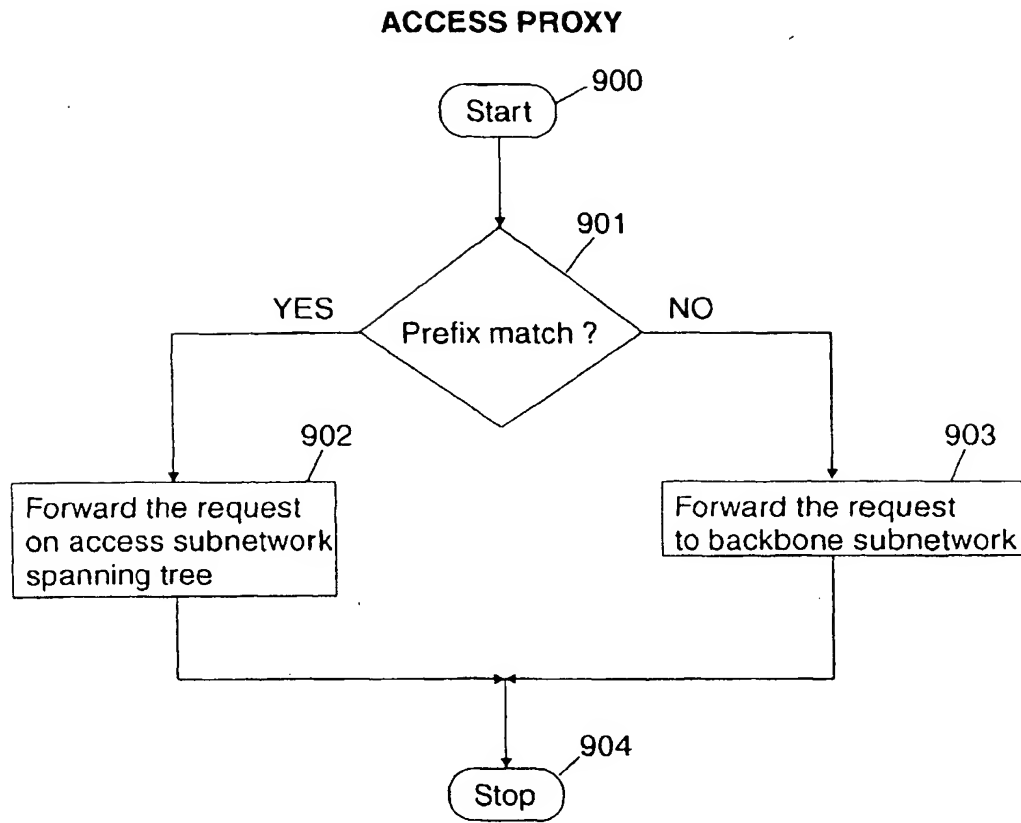 ACCESS PROXY
900
Start
901
YES
Prefix match ?
NO
902
903
Forward the request
on access subnetwork
spanning tree
Forward the request
to backbone subnetwork
904
Stop